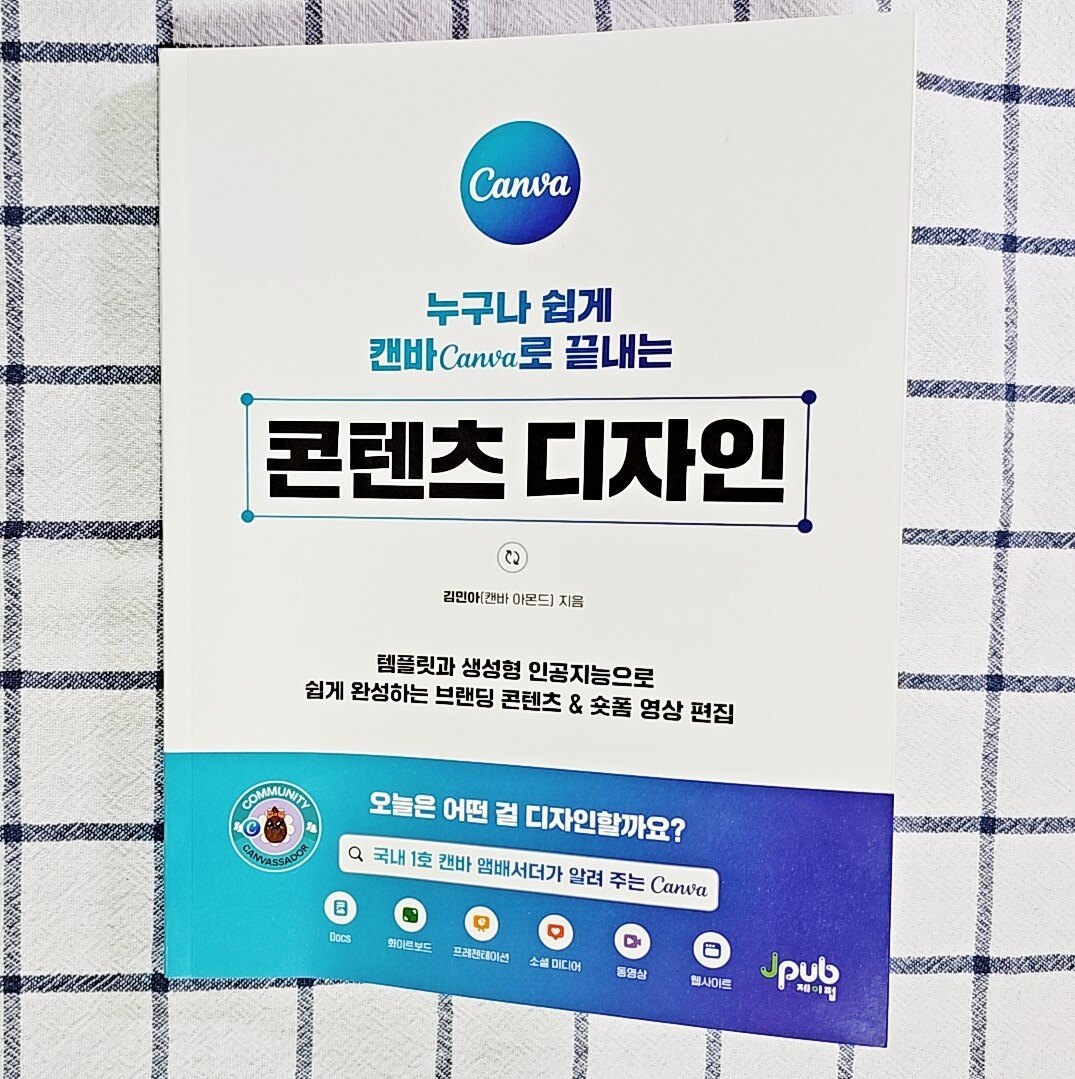 Canva
누구나 쉽게
캔바Canva로 끝내는
콘텐츠 디자인
김민아(캔바 아몬드) 지음
템플릿과 생성형 인공지능으로
쉽게 완성하는 브랜딩 콘텐츠 & 숏폼 영상 편집
COMMUNITY
C
CANVASSADOR
오늘은 어떤 걸 디자인할까요?
국내 1호 캔바 앰배서더가 알려 주는 Canva
Docs
화이트보드
프레젠테이션
소셜 미디어
동영상
웹사이트
Jpub
제이펍